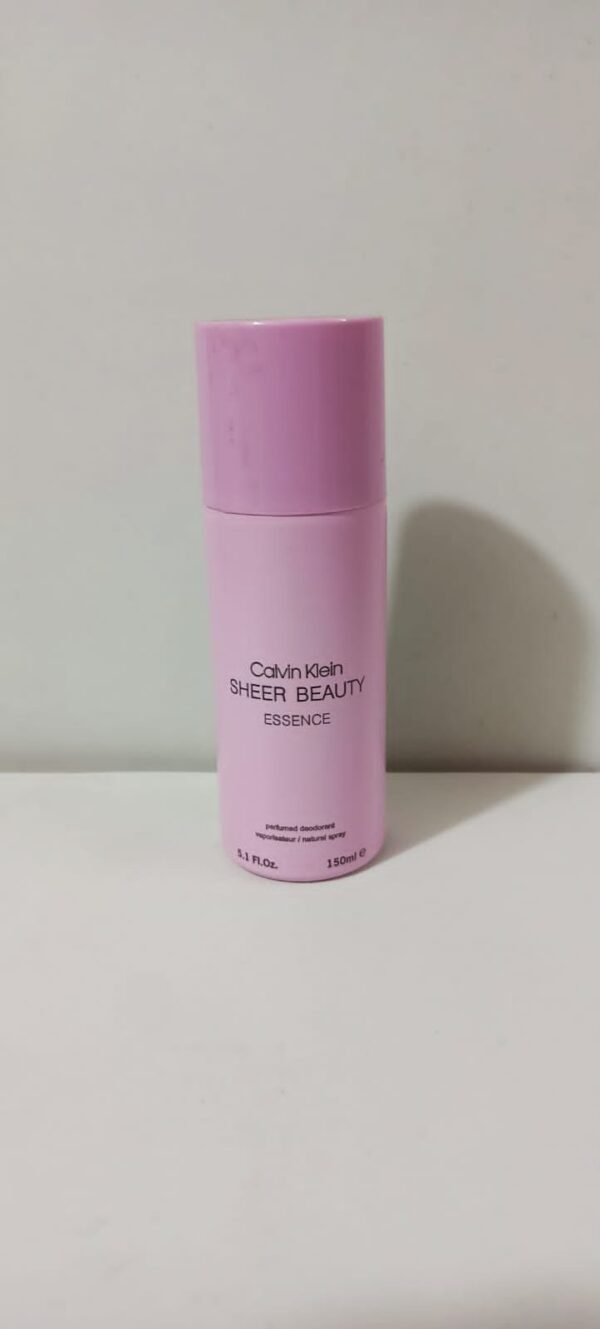 Calvin Klein
SHEER BEAUTY
ESSENCE
perfumed deodorant
vaporisateur / natural spray
5.1 Fl.Oz. 150ml ℮